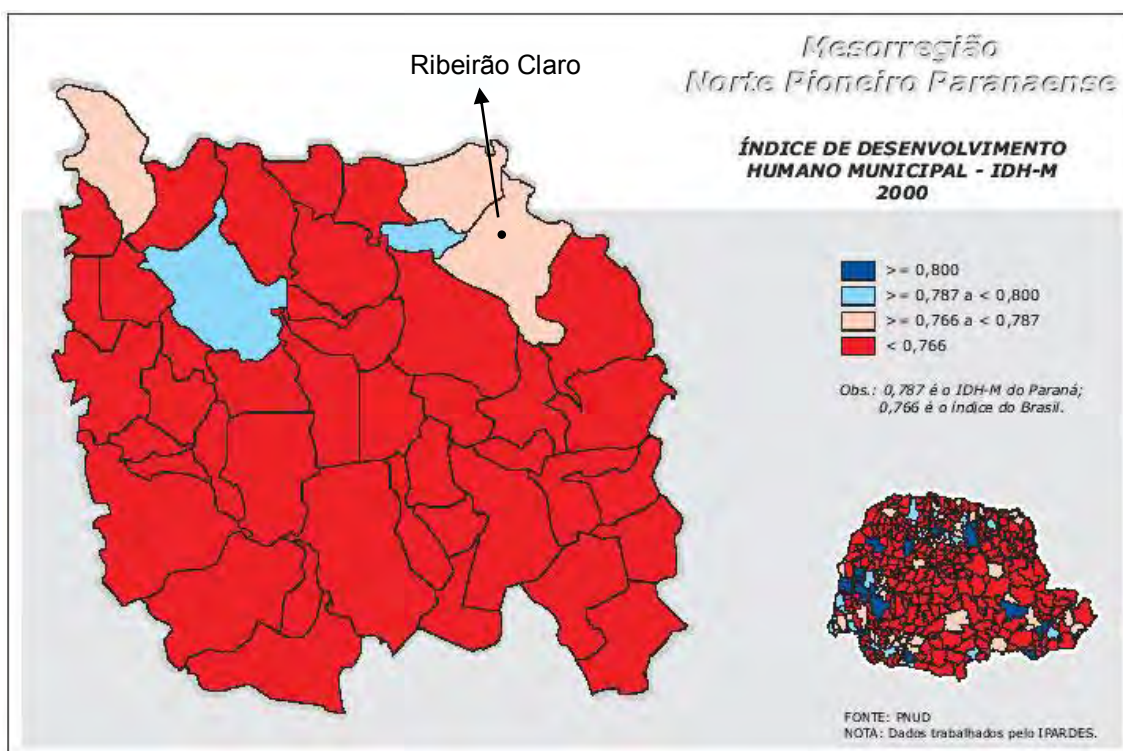 Mesorregião
Norte Pioneiro Paranaense
Ribeirão Claro
ÍNDICE DE DESENVOLVIMENTO
HUMANO MUNICIPAL - IDH-M
2000
>= 0,800
>= 0,787 a < 0,800
>= 0,766 a < 0,787
< 0,766
Obs.: 0,787 é o IDH-M do Paraná;
0,766 é o índice do Brasil.
FONTE: PNUD
NOTA: Dados trabalhados pelo IPARDES.